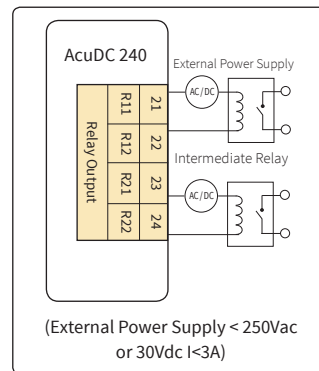 AcuDC 240
External Power Supply
AC/DC
Relay Output
R11 21
R12 22
R21 23
R22 24
Intermediate Relay
AC/DC
(External Power Supply < 250Vac
or 30Vdc I<3A)